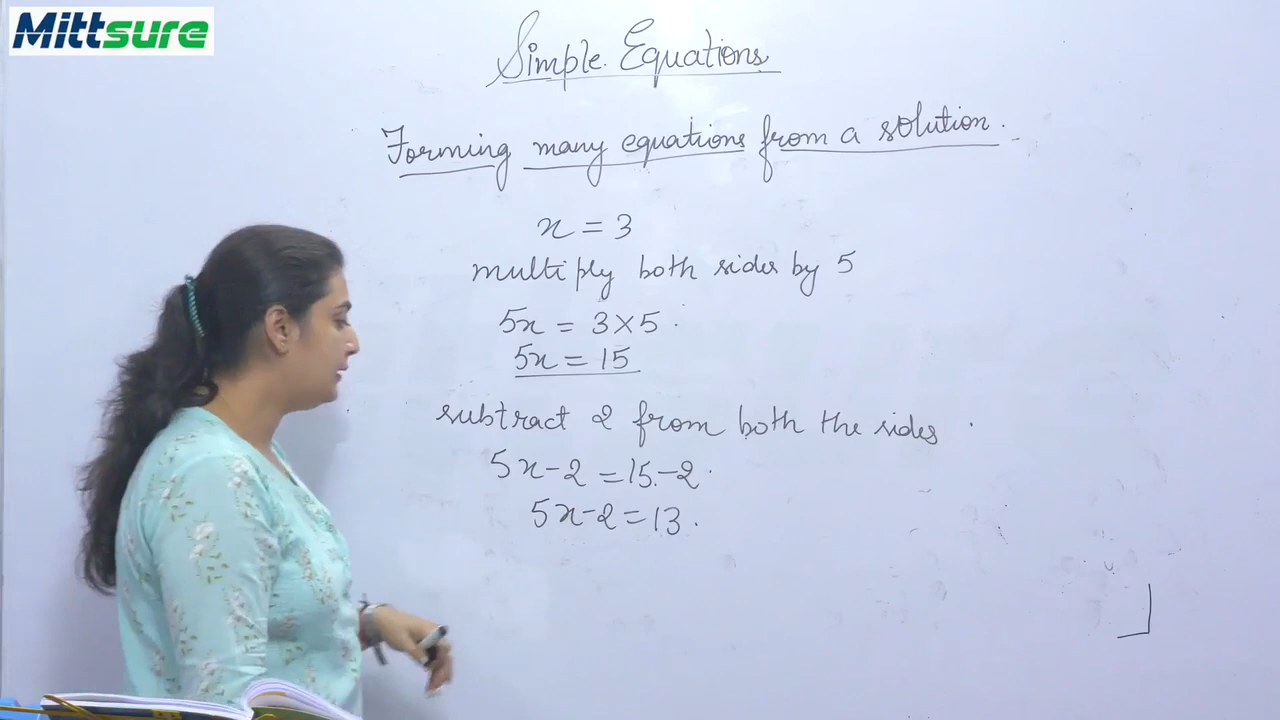 Mittsure
Simple Equations
Forming many equations from a solution.
x = 3
multiply both sides by 5
5x = 3×5
5x = 15
subtract 2 from both the sides
5x-2 = 15-2
5x-2 = 13.